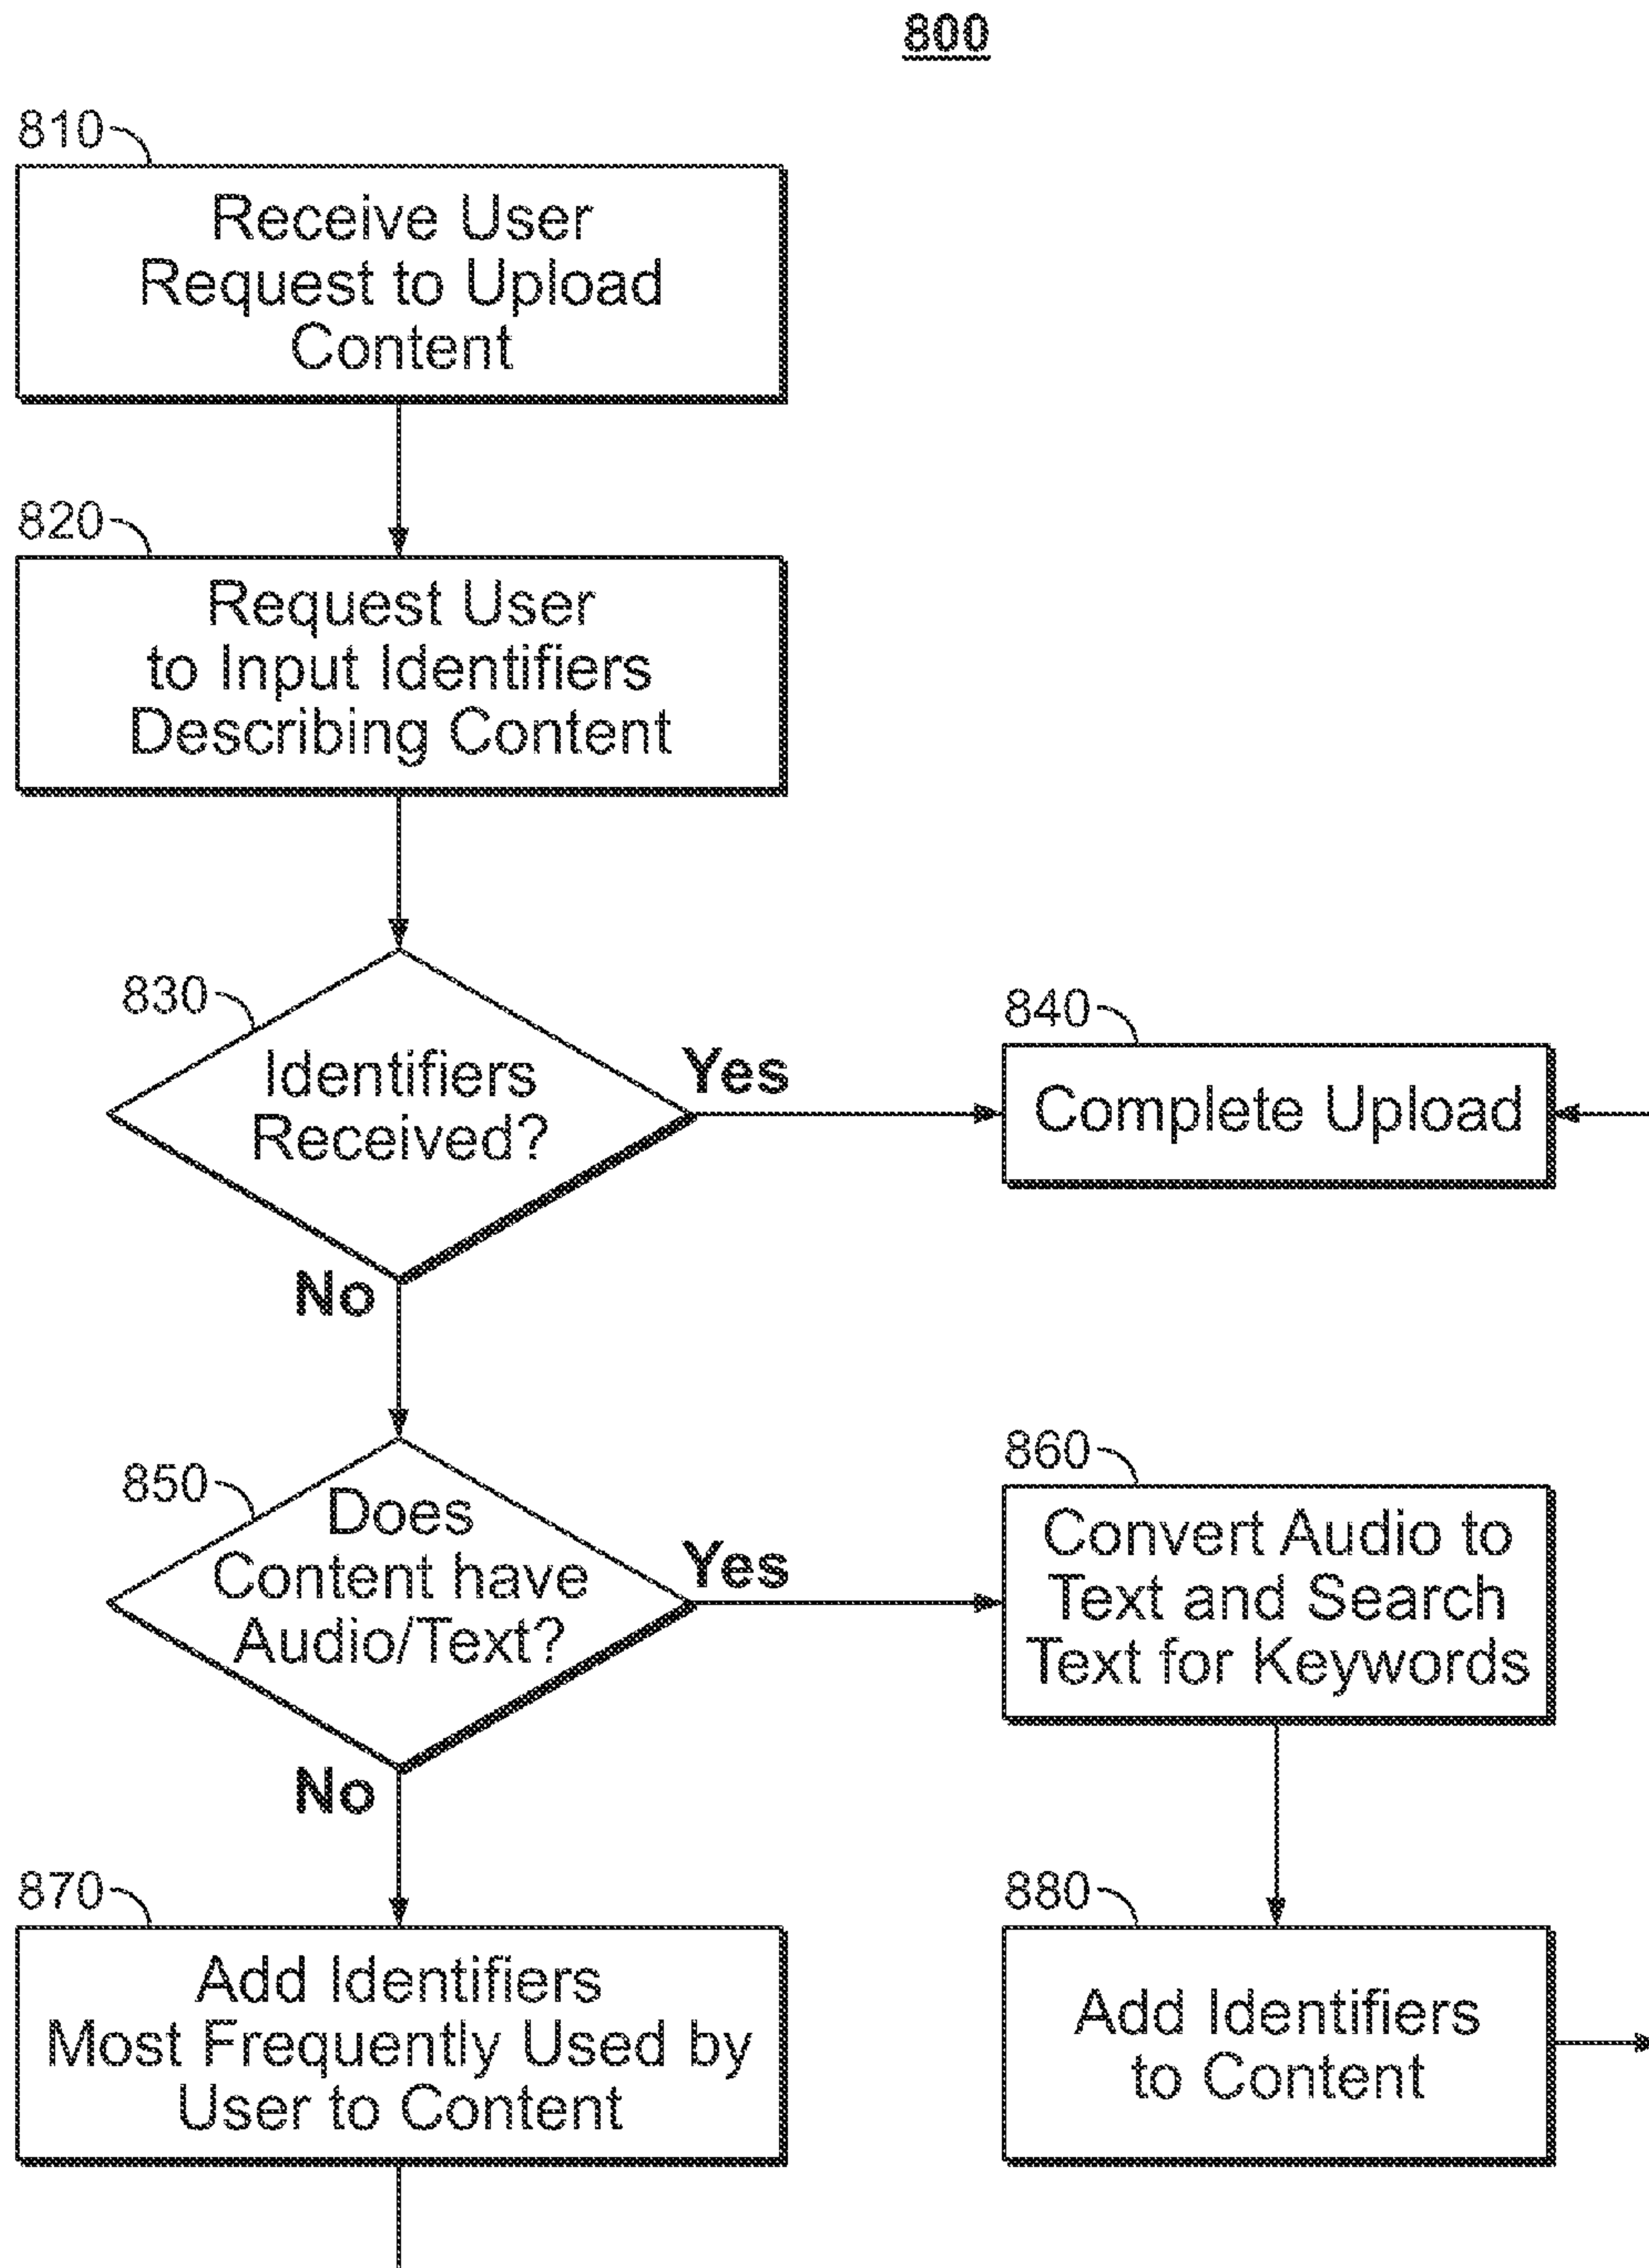 800
810
Receive User
Request to Upload
Content
820
Request User
to Input Identifiers
Describing Content
830
Identifiers
Received?
Yes
No
840
Complete Upload
850
Does
Content have
Audio/Text?
Yes
No
860
Convert Audio to
Text and Search
Text for Keywords
870
Add Identifiers
Most Frequently Used by
User to Content
880
Add Identifiers
to Content